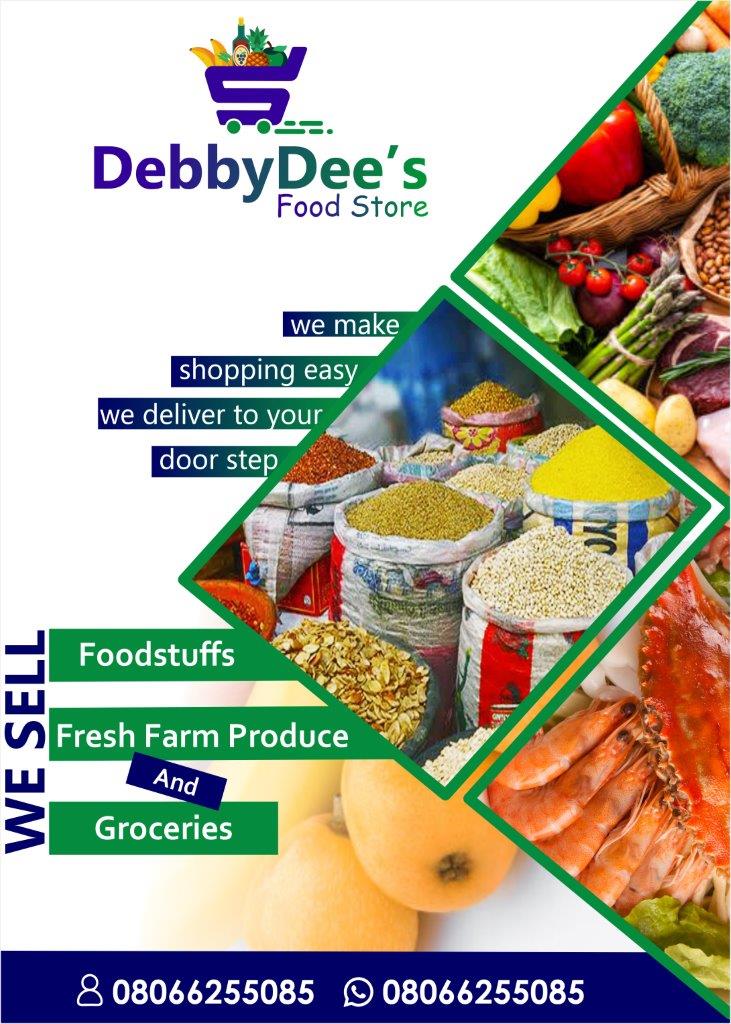 DebbyDee's
Food Store
we make
shopping easy
we deliver to your
door step
WE SELL
Foodstuffs
Fresh Farm Produce
And
Groceries
08066255085 08066255085